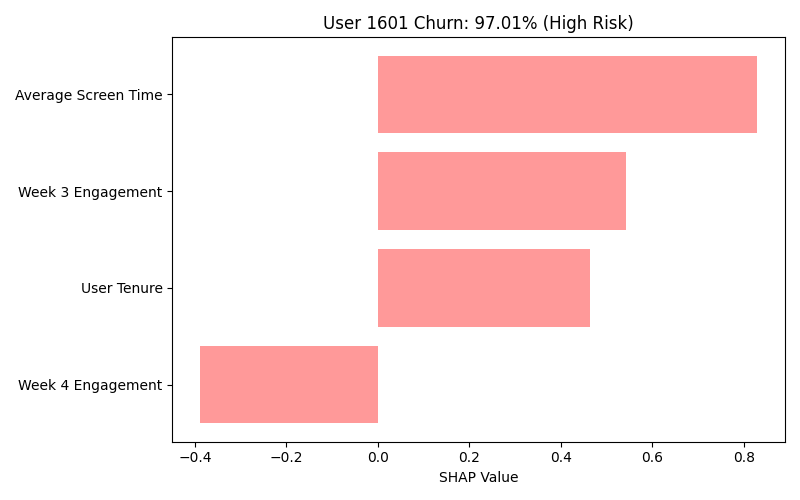 User 1601 Churn: 97.01% (High Risk)
Average Screen Time
Week 3 Engagement
User Tenure
Week 4 Engagement
−0.4 −0.2 0.0 0.2 0.4 0.6 0.8
SHAP Value